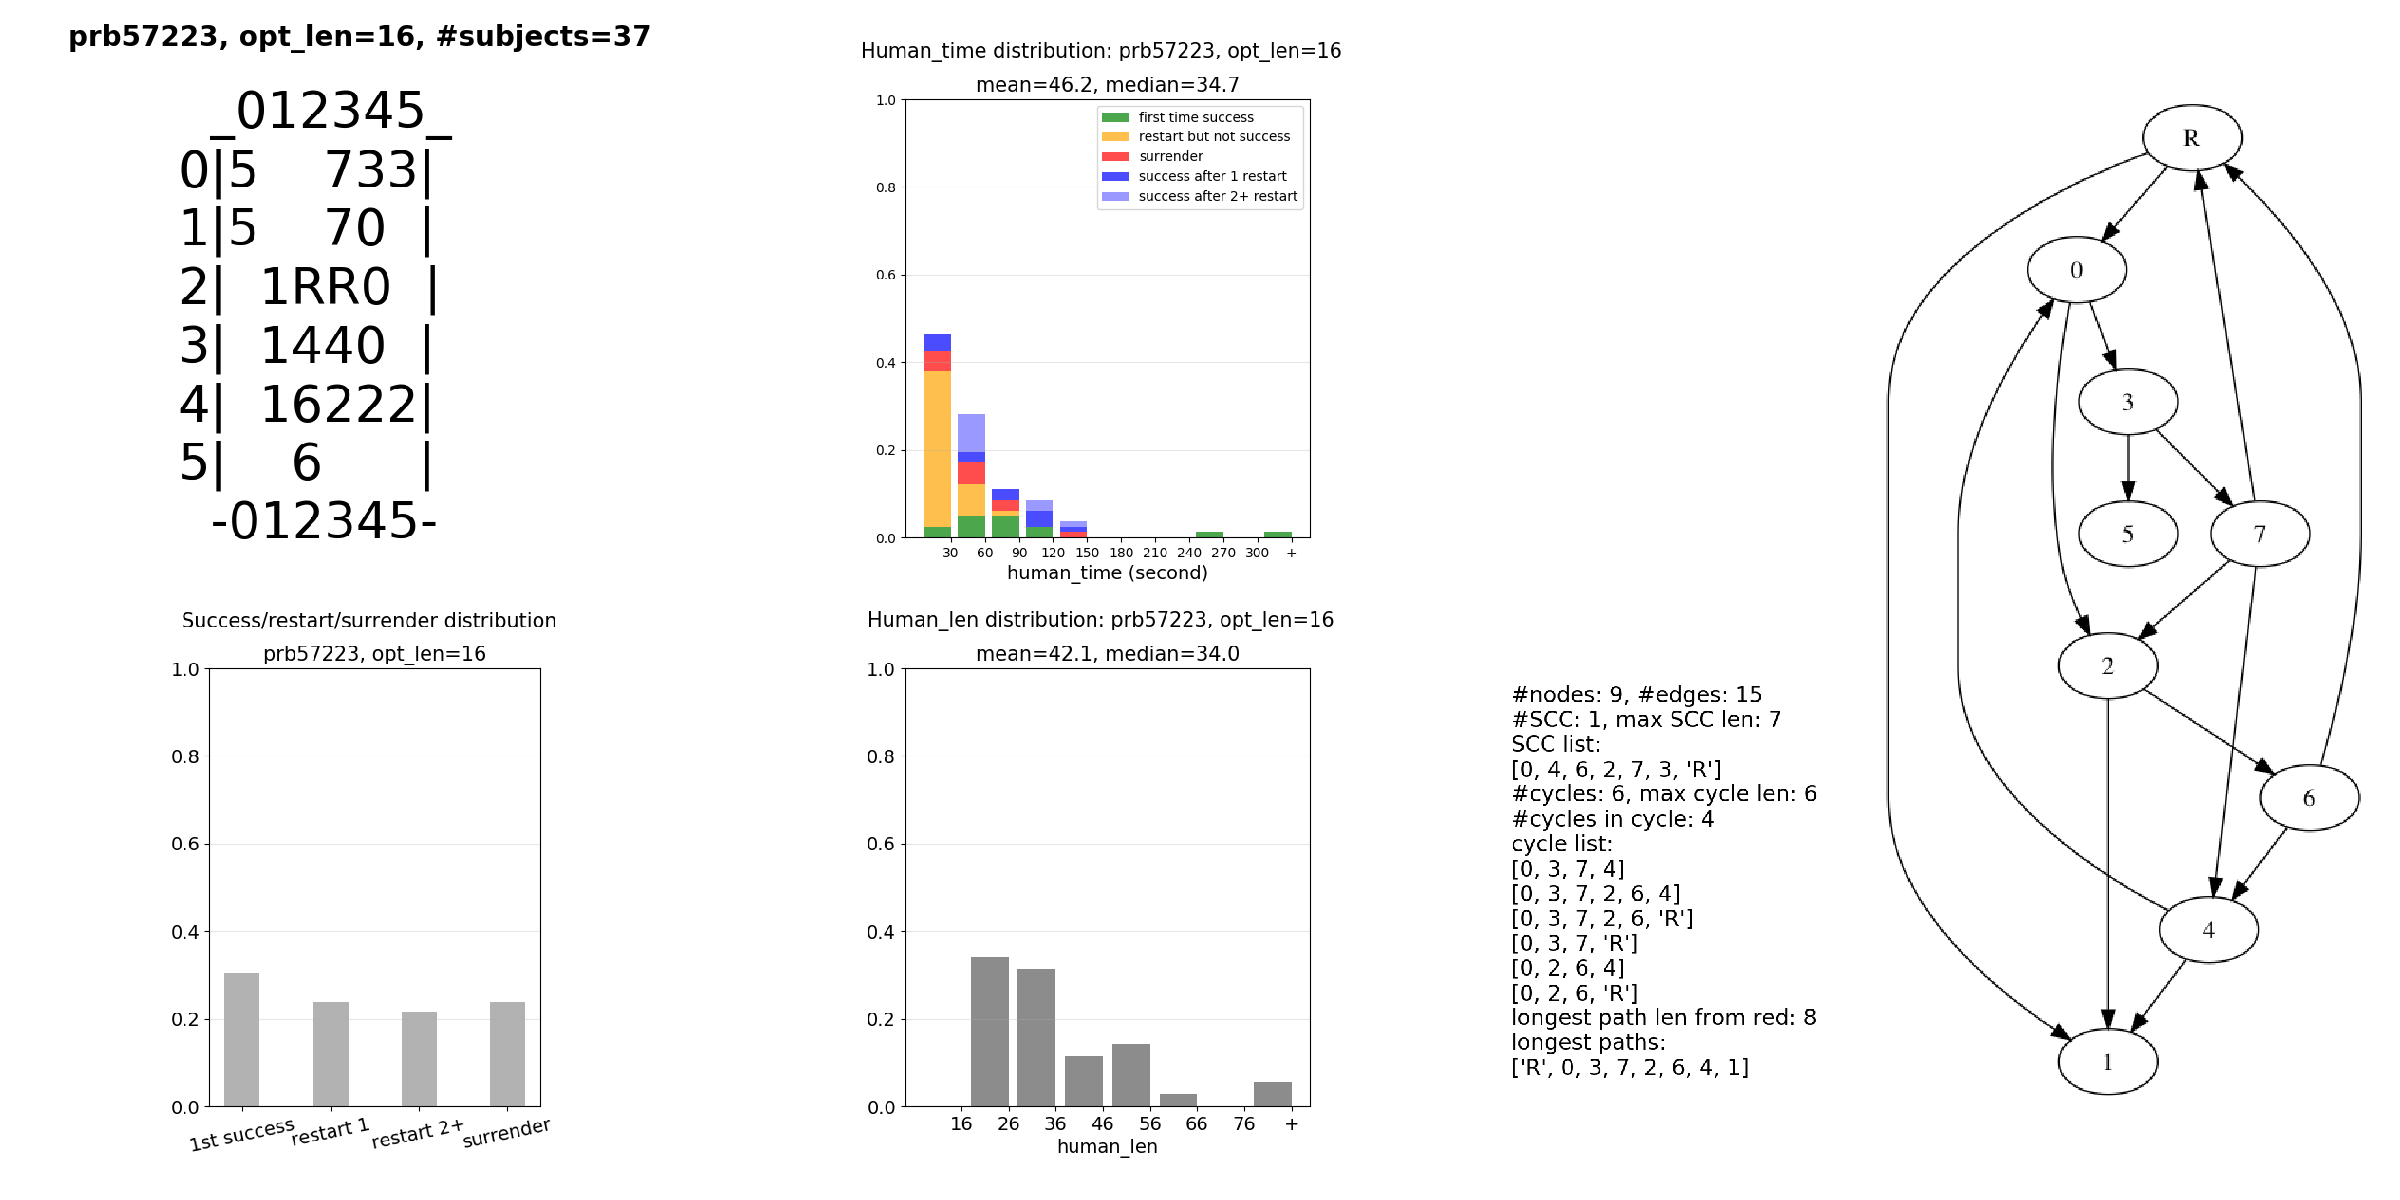 prb57223, opt_len=16, #subjects=37
_012345_
0|5  733|
1|5  70 |
2| 1RR0 |
3| 1440 |
4| 16222|
5|  6   |
-012345-
Human_time distribution: prb57223, opt_len=16
mean=46.2, median=34.7
1.0
0.8
0.6
0.4
0.2
0.0
first time success
restart but not success
surrender
success after 1 restart
success after 2+ restart
30 60 90 120 150 180 210 240 270 300 +
human_time (second)
Success/restart/surrender distribution
prb57223, opt_len=16
1.0
0.8
0.6
0.4
0.2
0.0
1st success restart 1 restart 2+ surrender
Human_len distribution: prb57223, opt_len=16
mean=42.1, median=34.0
1.0
0.8
0.6
0.4
0.2
0.0
16 26 36 46 56 66 76 +
human_len
#nodes: 9, #edges: 15
#SCC: 1, max SCC len: 7
SCC list:
[0, 4, 6, 2, 7, 3, 'R']
#cycles: 6, max cycle len: 6
#cycles in cycle: 4
cycle list:
[0, 3, 7, 4]
[0, 3, 7, 2, 6, 4]
[0, 3, 7, 2, 6, 'R']
[0, 3, 7, 'R']
[0, 2, 6, 4]
[0, 2, 6, 'R']
longest path len from red: 8
longest paths:
['R', 0, 3, 7, 2, 6, 4, 1]
R
0
3
5 7
2
6
4
1